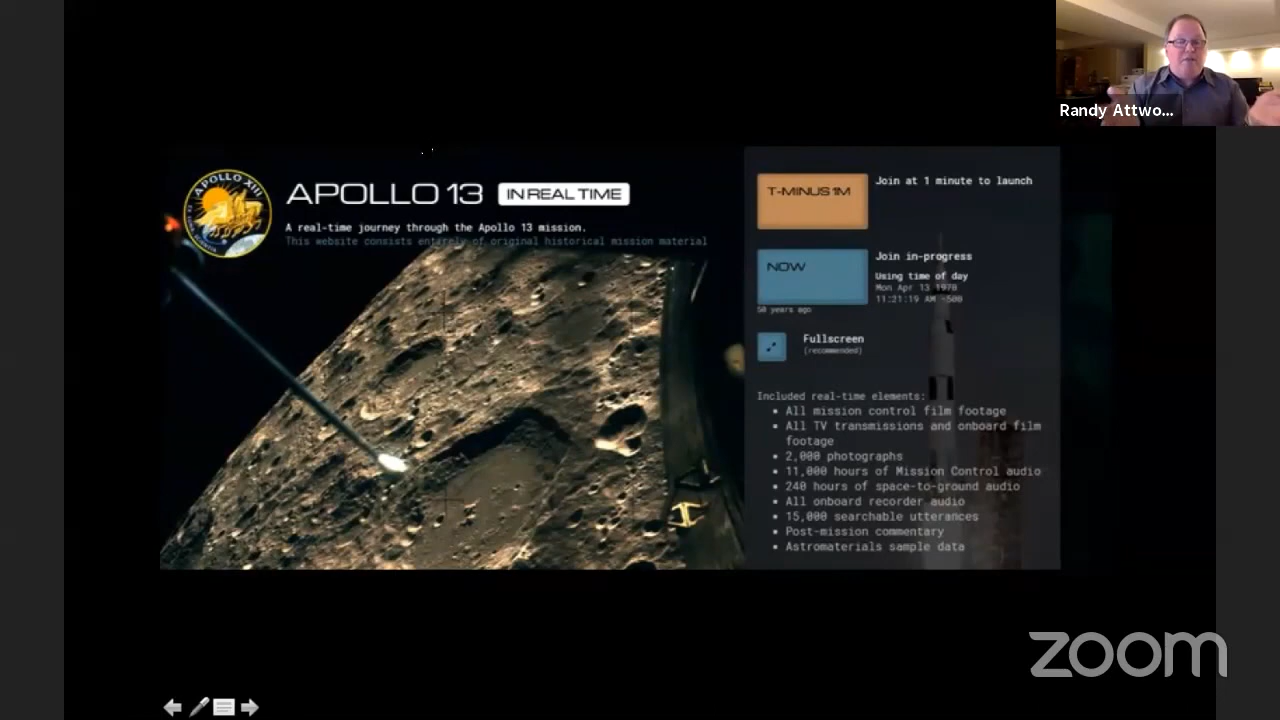 Randy Attwo...
APOLLO XIII
APOLLO 13 IN REAL TIME
A real-time journey through the Apollo 13 mission.
This website consists entirely of original historical mission material
T-MINUS 1M
Join at 1 minute to launch
NOW
Join in-progress
Using time of day
Mon Apr 13 1970
11:21:19 AM -500
50 years ago
Fullscreen
(recommended)
Included real-time elements:
• All mission control film footage
• All TV transmissions and onboard film
footage
• 2,000 photographs
• 11,000 hours of Mission Control audio
• 240 hours of space-to-ground audio
• All onboard recorder audio
• 15,000 searchable utterances
• Post-mission commentary
• Astromaterials sample data
zoom